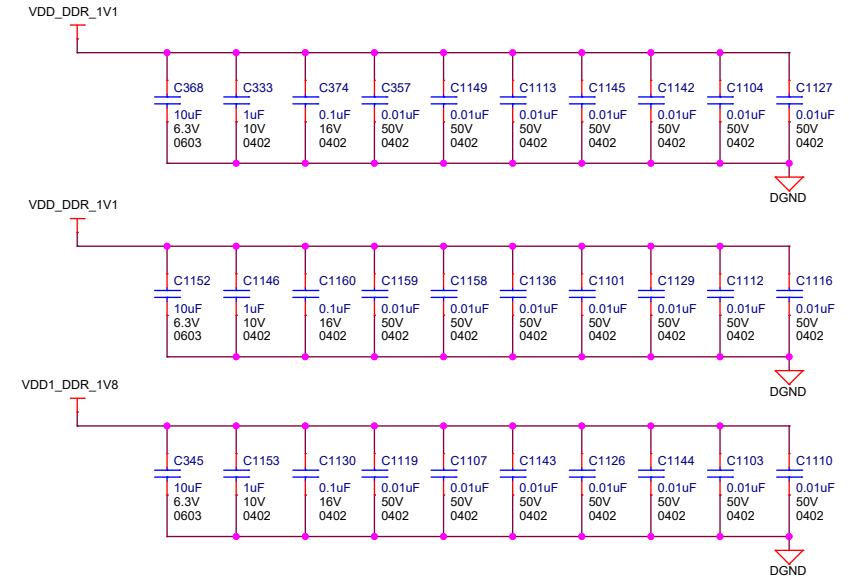 VDD_DDR_1V1
C368 C333 C374 C357 C1149 C1113 C1145 C1142 C1104 C1127
10uF 1uF 0.1uF 0.01uF 0.01uF 0.01uF 0.01uF 0.01uF 0.01uF 0.01uF
6.3V 10V 16V 50V 50V 50V 50V 50V 50V 50V
0603 0402 0402 0402 0402 0402 0402 0402 0402 0402
DGND
VDD_DDR_1V1
C1152 C1146 C1160 C1159 C1158 C1136 C1101 C1129 C1112 C1116
10uF 1uF 0.1uF 0.01uF 0.01uF 0.01uF 0.01uF 0.01uF 0.01uF 0.01uF
6.3V 10V 16V 50V 50V 50V 50V 50V 50V 50V
0603 0402 0402 0402 0402 0402 0402 0402 0402 0402
DGND
VDD1_DDR_1V8
C345 C1153 C1130 C1119 C1107 C1143 C1126 C1144 C1103 C1110
10uF 1uF 0.1uF 0.01uF 0.01uF 0.01uF 0.01uF 0.01uF 0.01uF 0.01uF
6.3V 10V 16V 50V 50V 50V 50V 50V 50V 50V
0603 0402 0402 0402 0402 0402 0402 0402 0402 0402
DGND